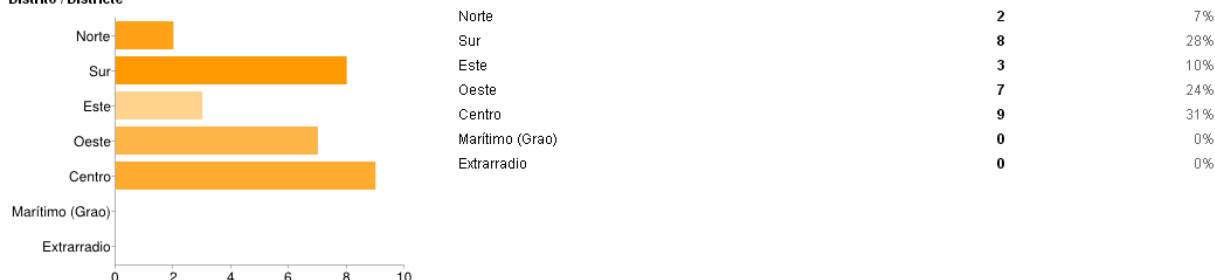 Distrito / Districte
Norte
Sur
Este
Oeste
Centro
Marítimo (Grao)
Extrarradio
0 2 4 6 8 10
Norte 2 7%
Sur 8 28%
Este 3 10%
Oeste 7 24%
Centro 9 31%
Marítimo (Grao) 0 0%
Extrarradio 0 0%